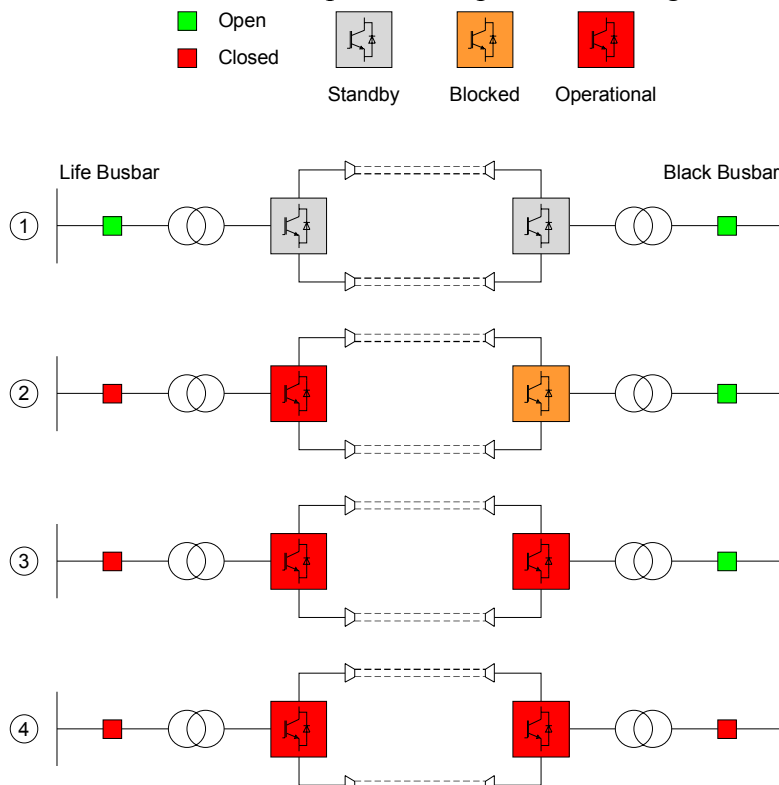 Open
Closed
Standby
Blocked
Operational
Life Busbar
Black Busbar
1
2
3
4